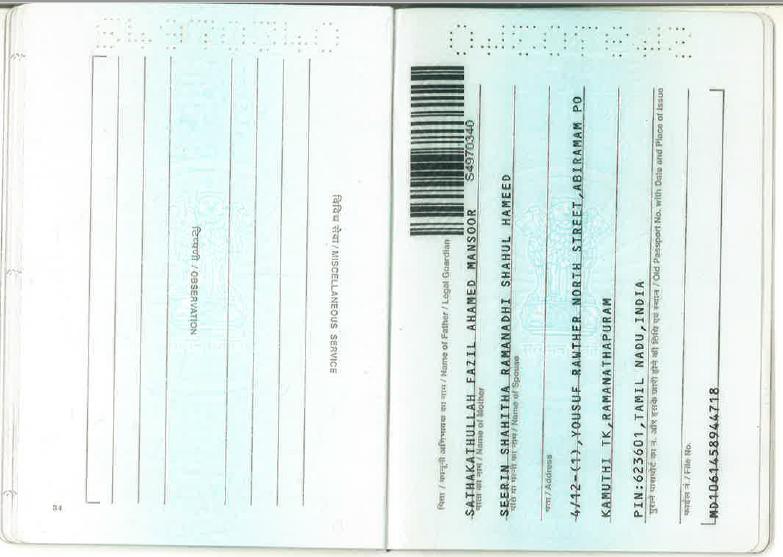 टिप्पणी / OBSERVATION
विविध सेवा / MISCELLANEOUS SERVICE
34
S4970340
पिता / कानूनी अभिभावक का नाम / Name of Father / Legal Guardian
SATHAKATHULLAH FAZIL AHAMED MANSOOR
माता का नाम / Name of Mother
SEERIN SHAHITHA RAMANADHI SHAHUL HAMEED
पति या पत्नी का नाम / Name of Spouse
पता / Address
4/12-(1),YOUSUF RAWTHER NORTH STREET,ABIRAMAM PO
KAMUTHI TK,RAMANATHAPURAM
PIN:623601,TAMIL NADU,INDIA
पुराने पासपोर्ट का न. और इसके जारी होने की तिथि एवं स्थान / Old Passport No. with Date and Place of Issue
फाईल नं / File No.
MD1061458944718